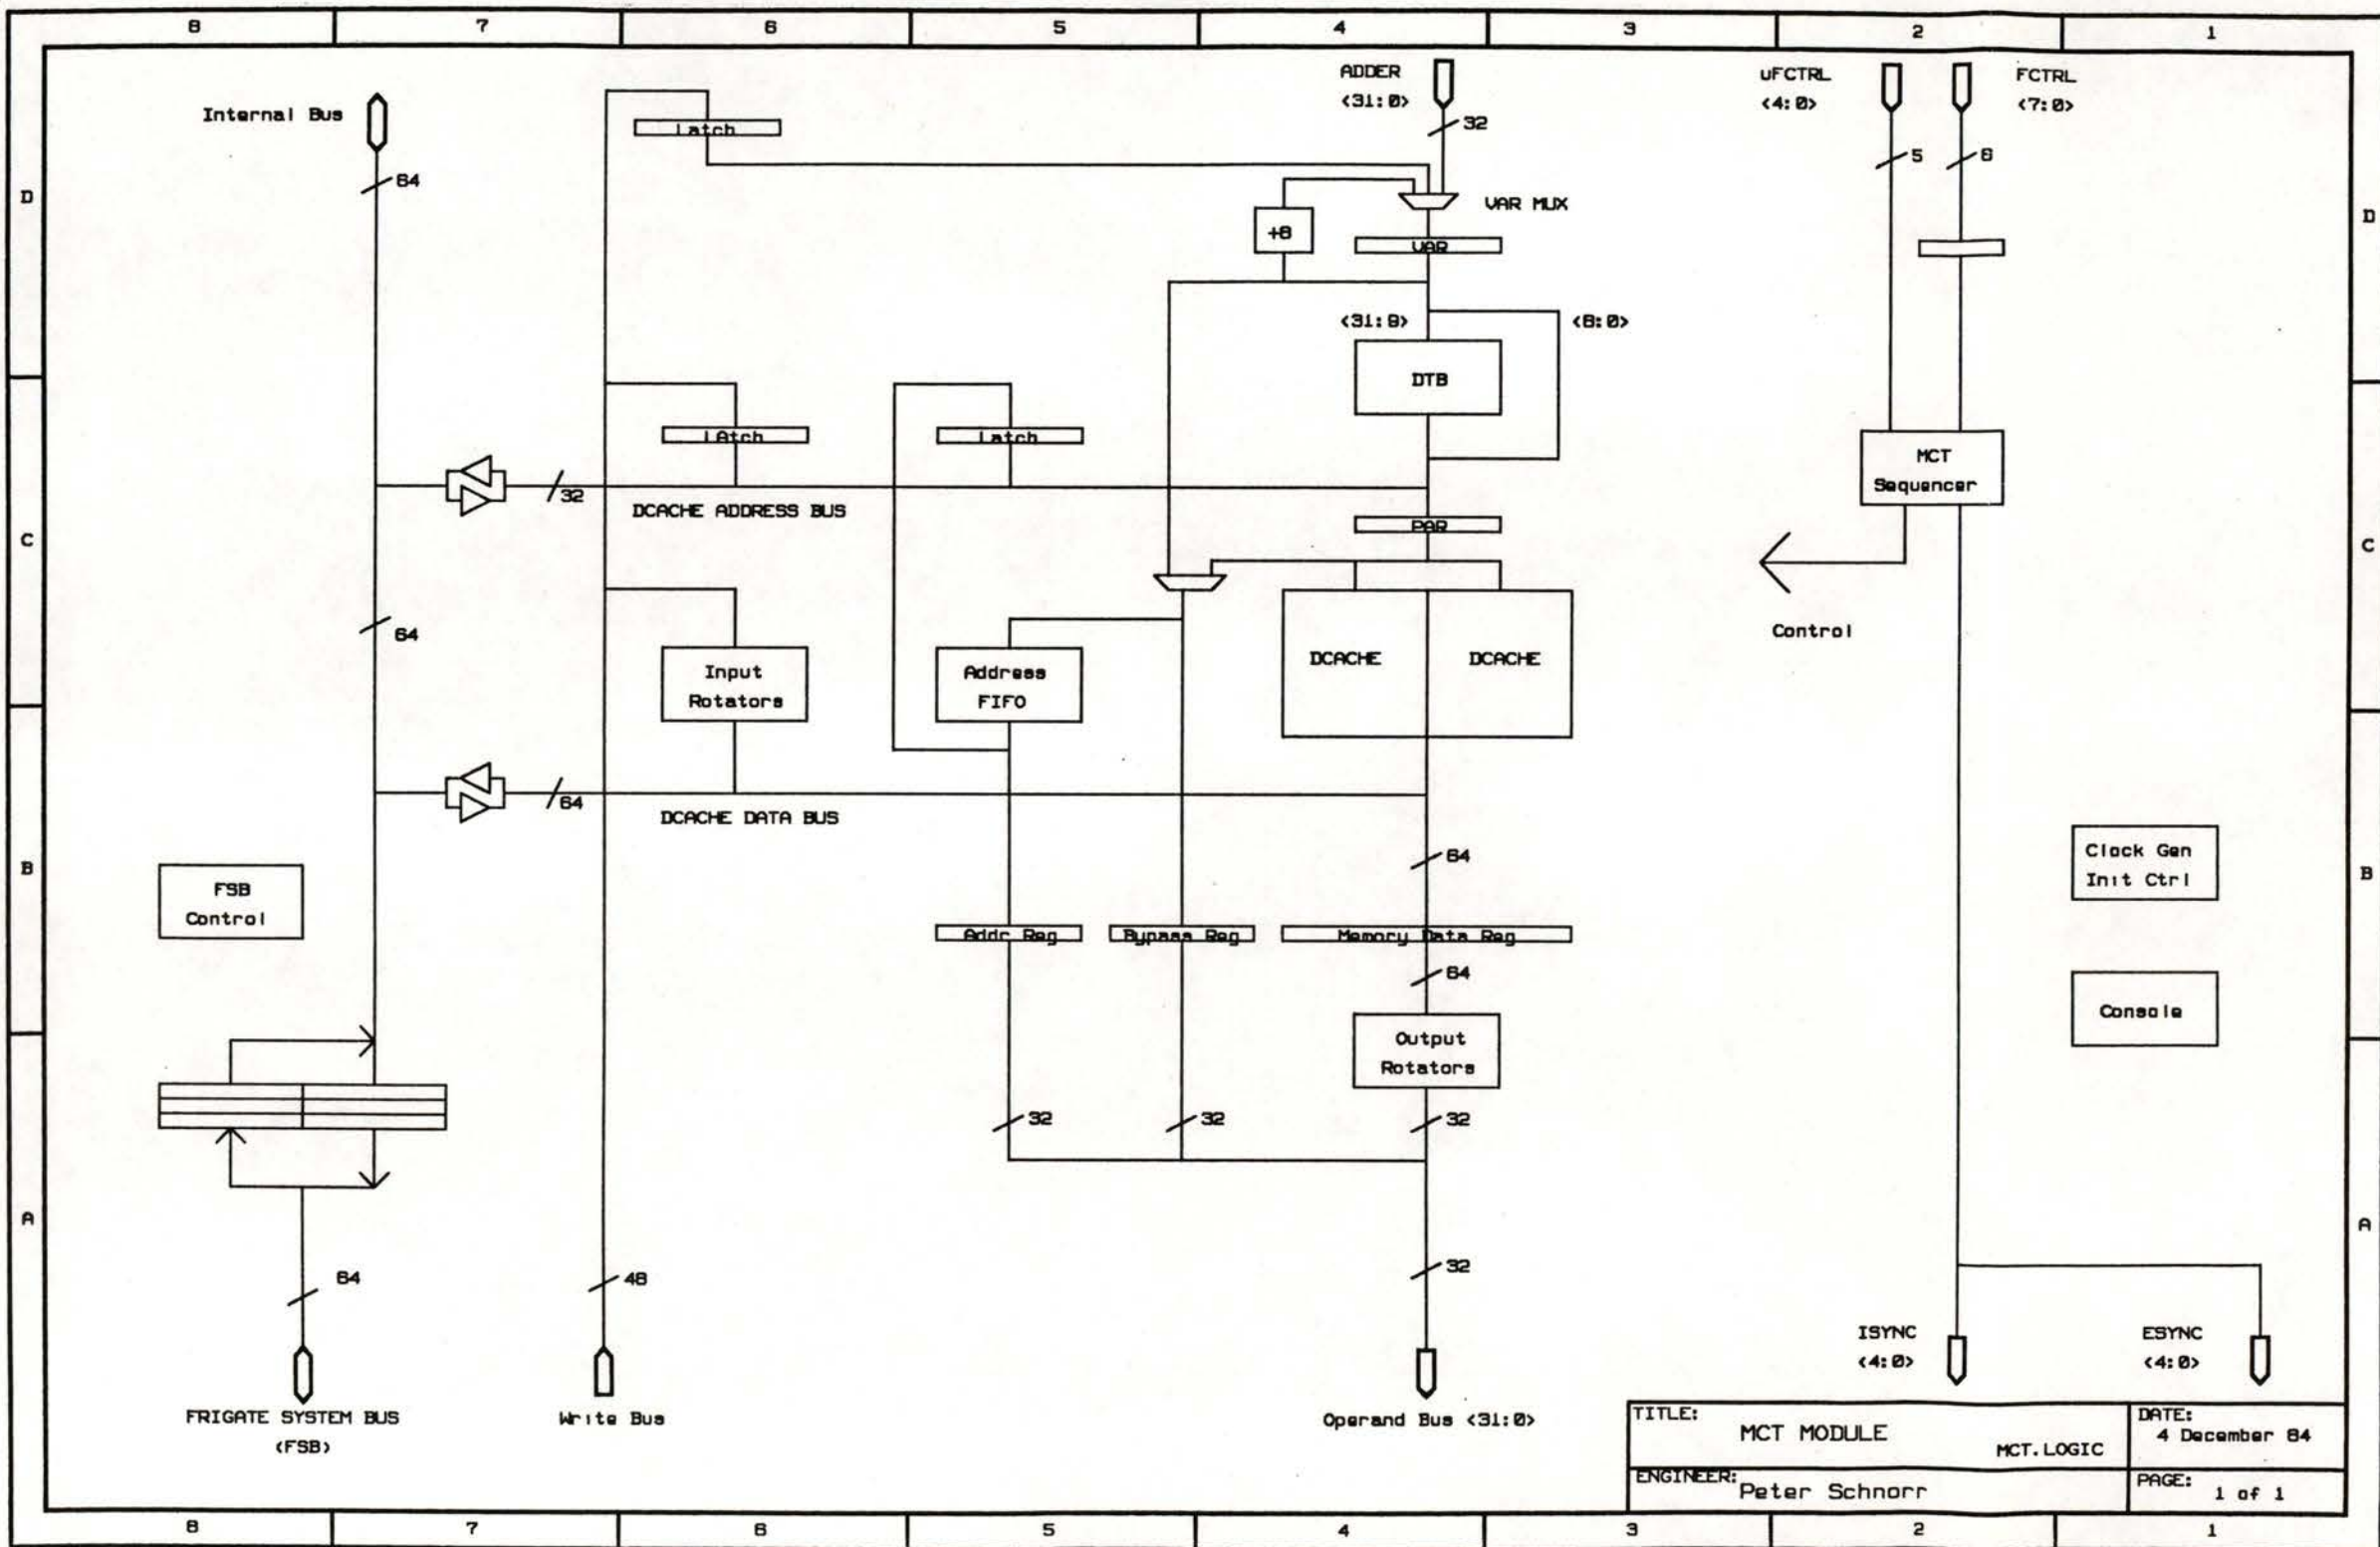 8 7 6 5 4 3 2 1
D
C
B
A
D
C
B
A
Internal Bus
64
Latch
ADDER
<31:0>
32
uFCTRL
<4:0>
FCTRL
<7:0>
5
8
VAR MUX
+8
VAR
<31:9>
<8:0>
DTB
LAtch
Latch
32
DCACHE ADDRESS BUS
PAR
MCT
Sequencer
Control
64
Input
Rotators
Address
FIFO
DCACHE
DCACHE
64
DCACHE DATA BUS
64
FSB
Control
Clock Gen
Init Ctrl
Addr Reg
Bypass Reg
Memory Data Reg
64
Console
Output
Rotators
32
32
32
64
48
32
ISYNC
<4:0>
ESYNC
<4:0>
FRIGATE SYSTEM BUS
(FSB)
Write Bus
Operand Bus <31:0>
TITLE:
MCT MODULE
MCT.LOGIC
DATE:
4 December 84
ENGINEER:
Peter Schnorr
PAGE:
1 of 1
8 7 6 5 4 3 2 1